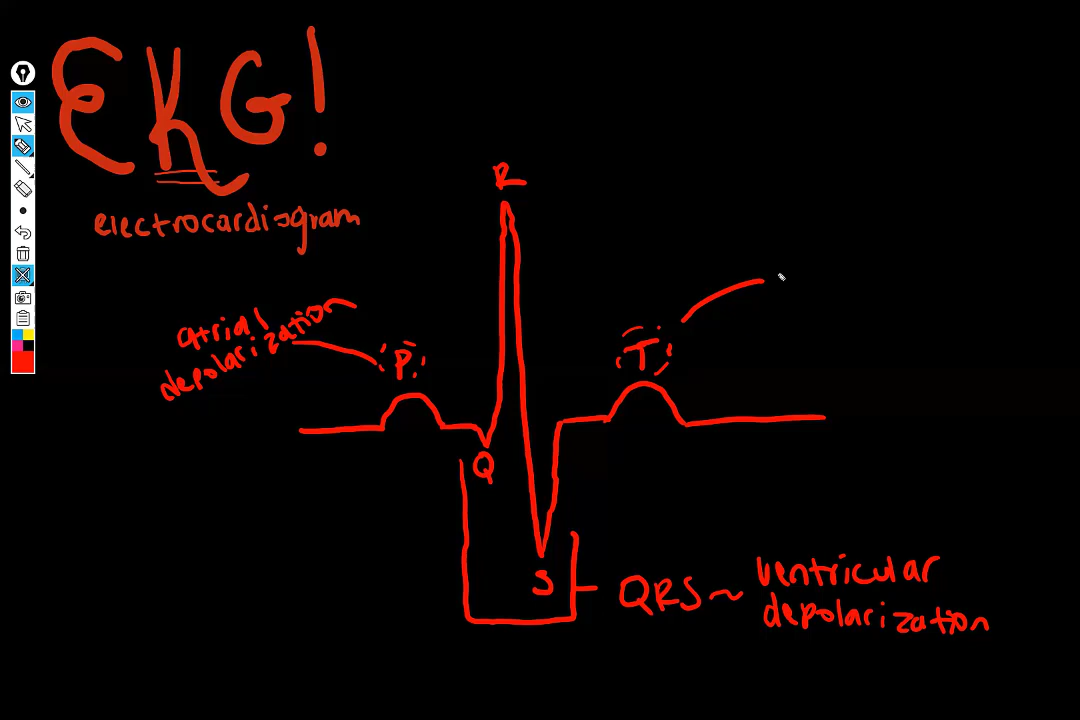 EKG!
electrocardiogram
R
atrial
depolarization
P
T
Q
S
QRS ~ ventricular
depolarization